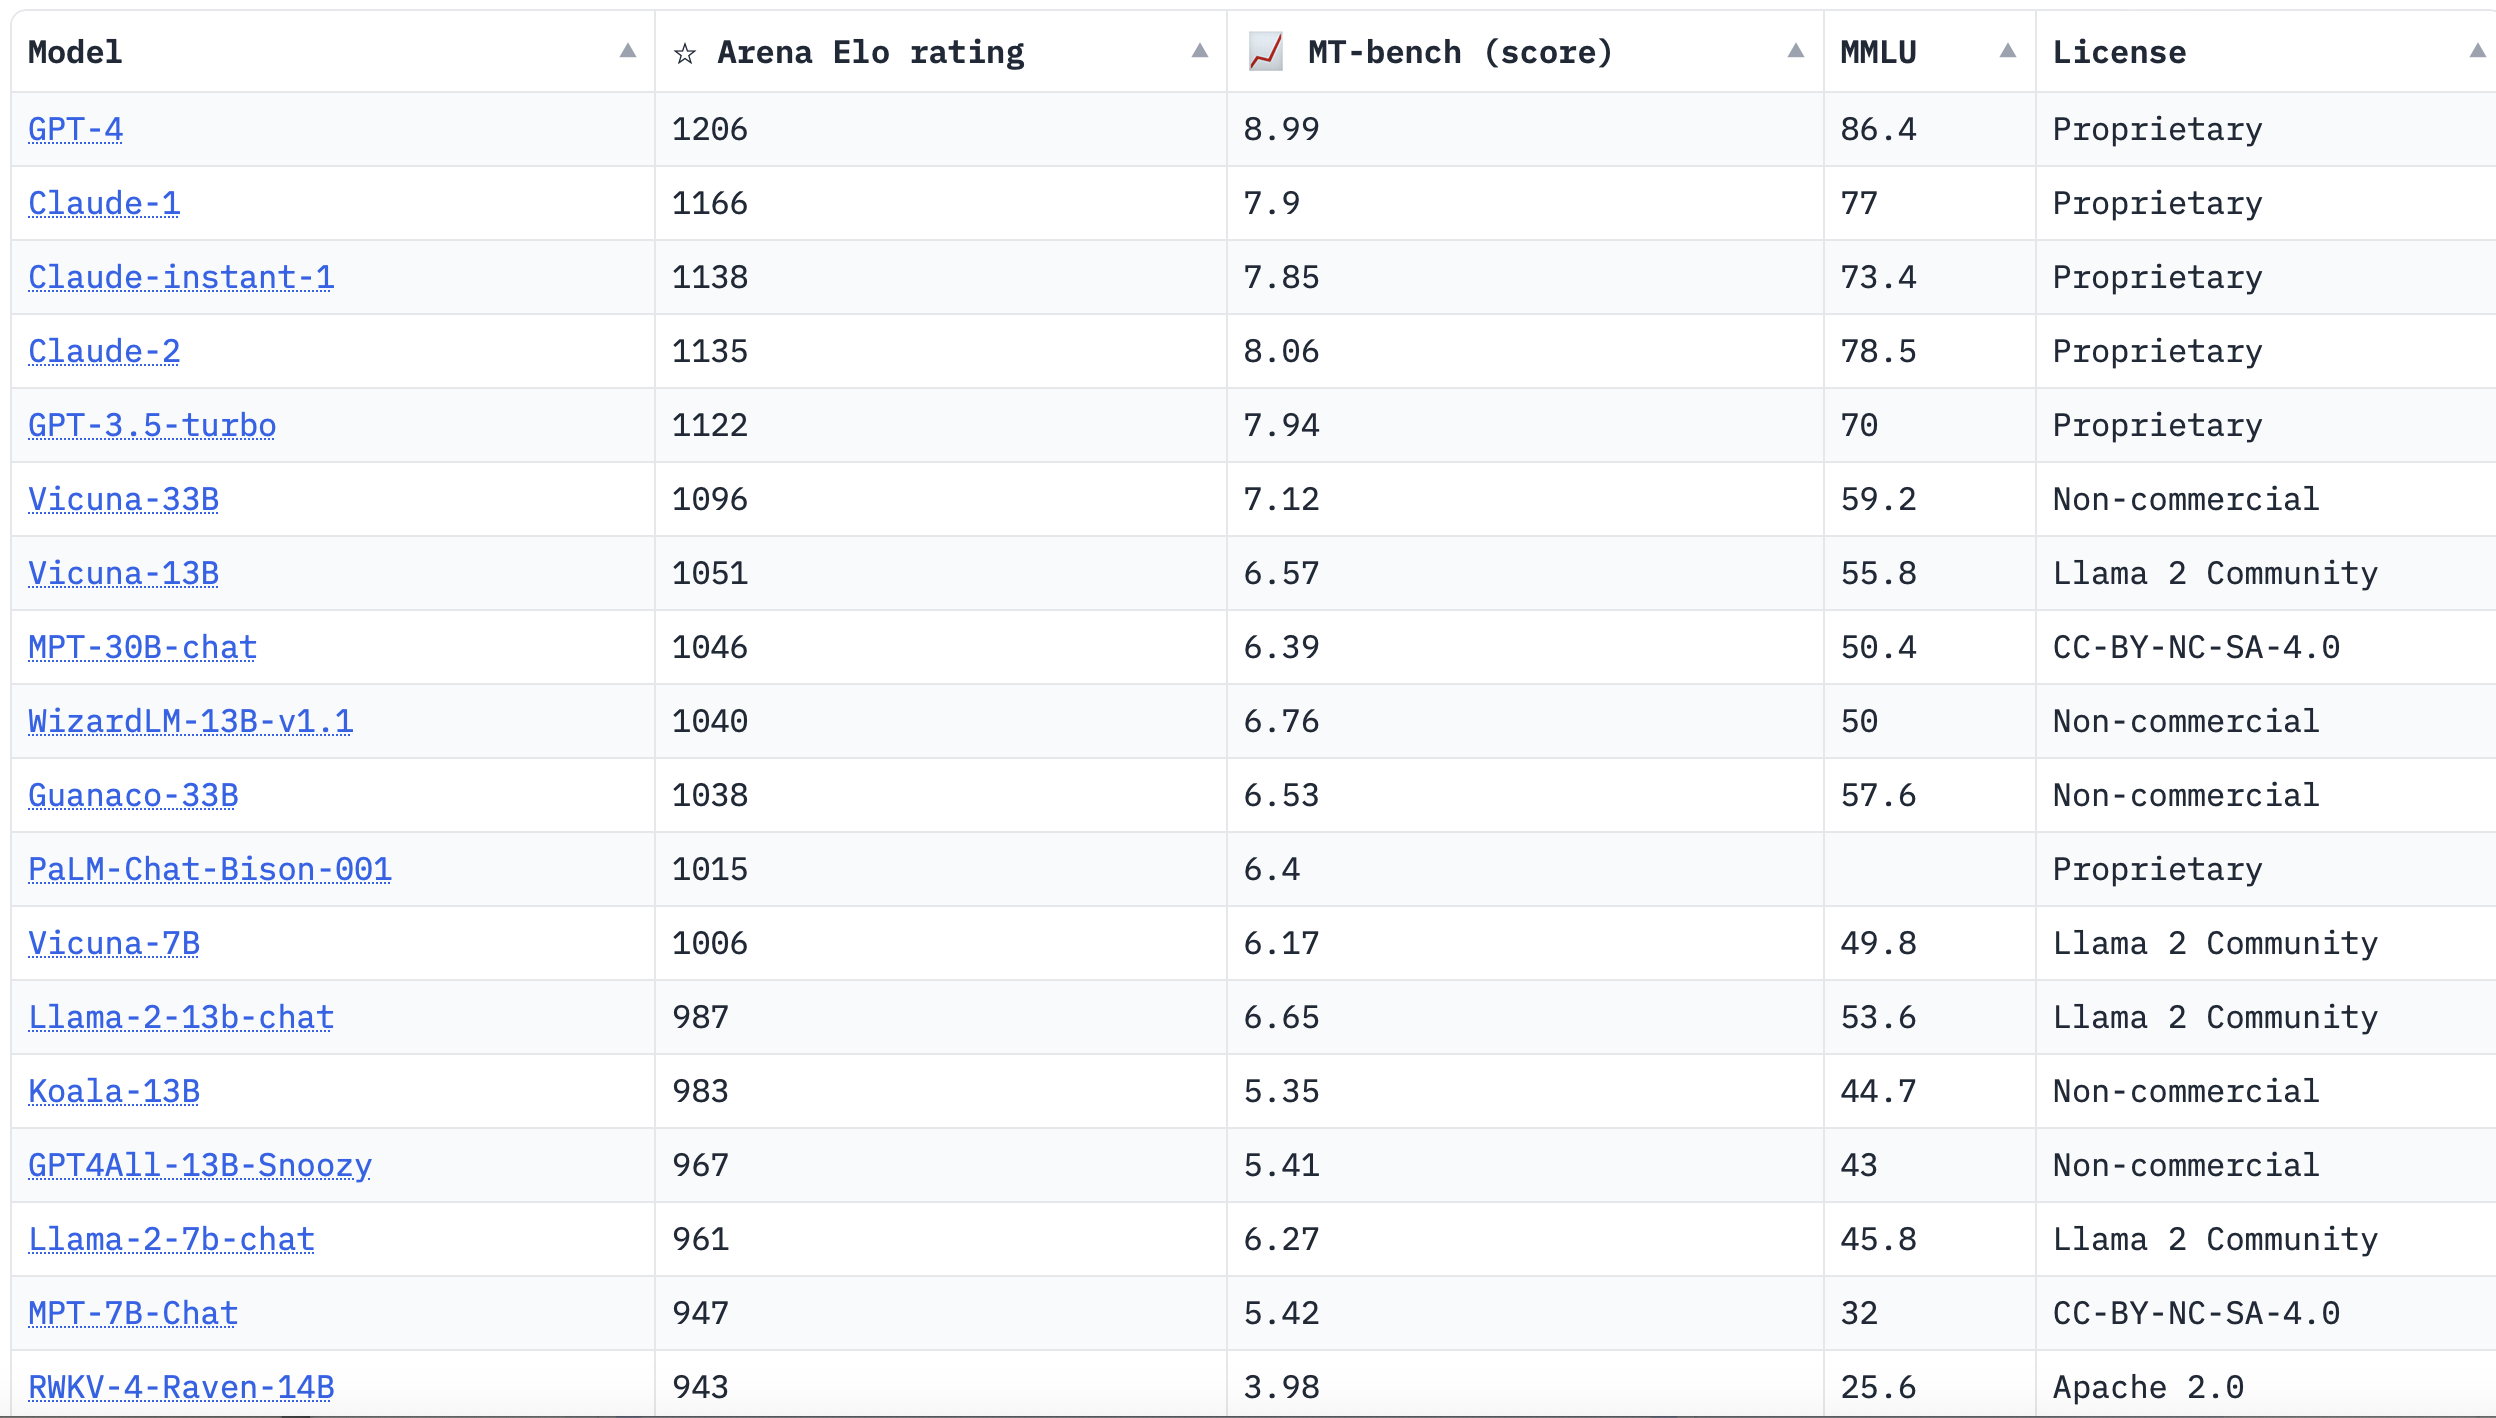 Model ▲ ☆ Arena Elo rating ▲ 📈 MT-bench (score) ▲ MMLU ▲ License ▲
GPT-4 1206 8.99 86.4 Proprietary
Claude-1 1166 7.9 77 Proprietary
Claude-instant-1 1138 7.85 73.4 Proprietary
Claude-2 1135 8.06 78.5 Proprietary
GPT-3.5-turbo 1122 7.94 70 Proprietary
Vicuna-33B 1096 7.12 59.2 Non-commercial
Vicuna-13B 1051 6.57 55.8 Llama 2 Community
MPT-30B-chat 1046 6.39 50.4 CC-BY-NC-SA-4.0
WizardLM-13B-v1.1 1040 6.76 50 Non-commercial
Guanaco-33B 1038 6.53 57.6 Non-commercial
PaLM-Chat-Bison-001 1015 6.4 Proprietary
Vicuna-7B 1006 6.17 49.8 Llama 2 Community
Llama-2-13b-chat 987 6.65 53.6 Llama 2 Community
Koala-13B 983 5.35 44.7 Non-commercial
GPT4All-13B-Snoozy 967 5.41 43 Non-commercial
Llama-2-7b-chat 961 6.27 45.8 Llama 2 Community
MPT-7B-Chat 947 5.42 32 CC-BY-NC-SA-4.0
RWKV-4-Raven-14B 943 3.98 25.6 Apache 2.0